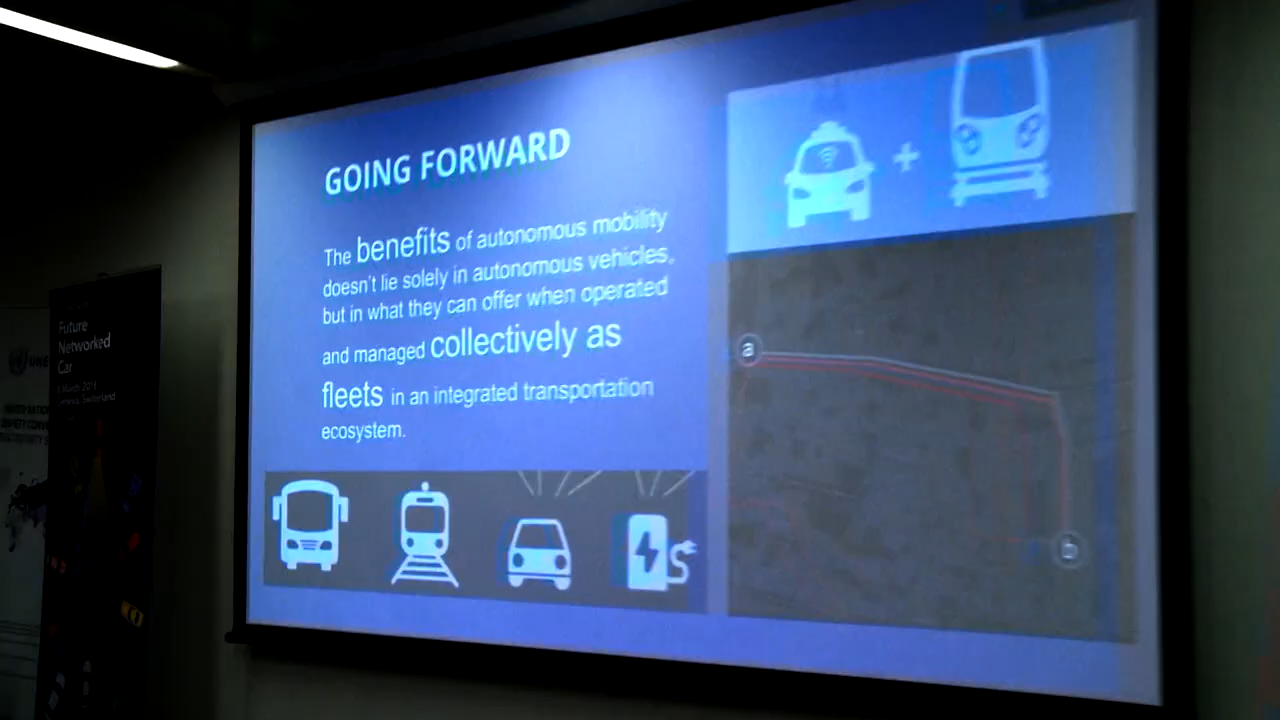 GOING FORWARD
The benefits of autonomous mobility
doesn't lie solely in autonomous vehicles,
but in what they can offer when operated
and managed collectively as
fleets in an integrated transportation
ecosystem.
a
b
Future
Networked
Car
UNE